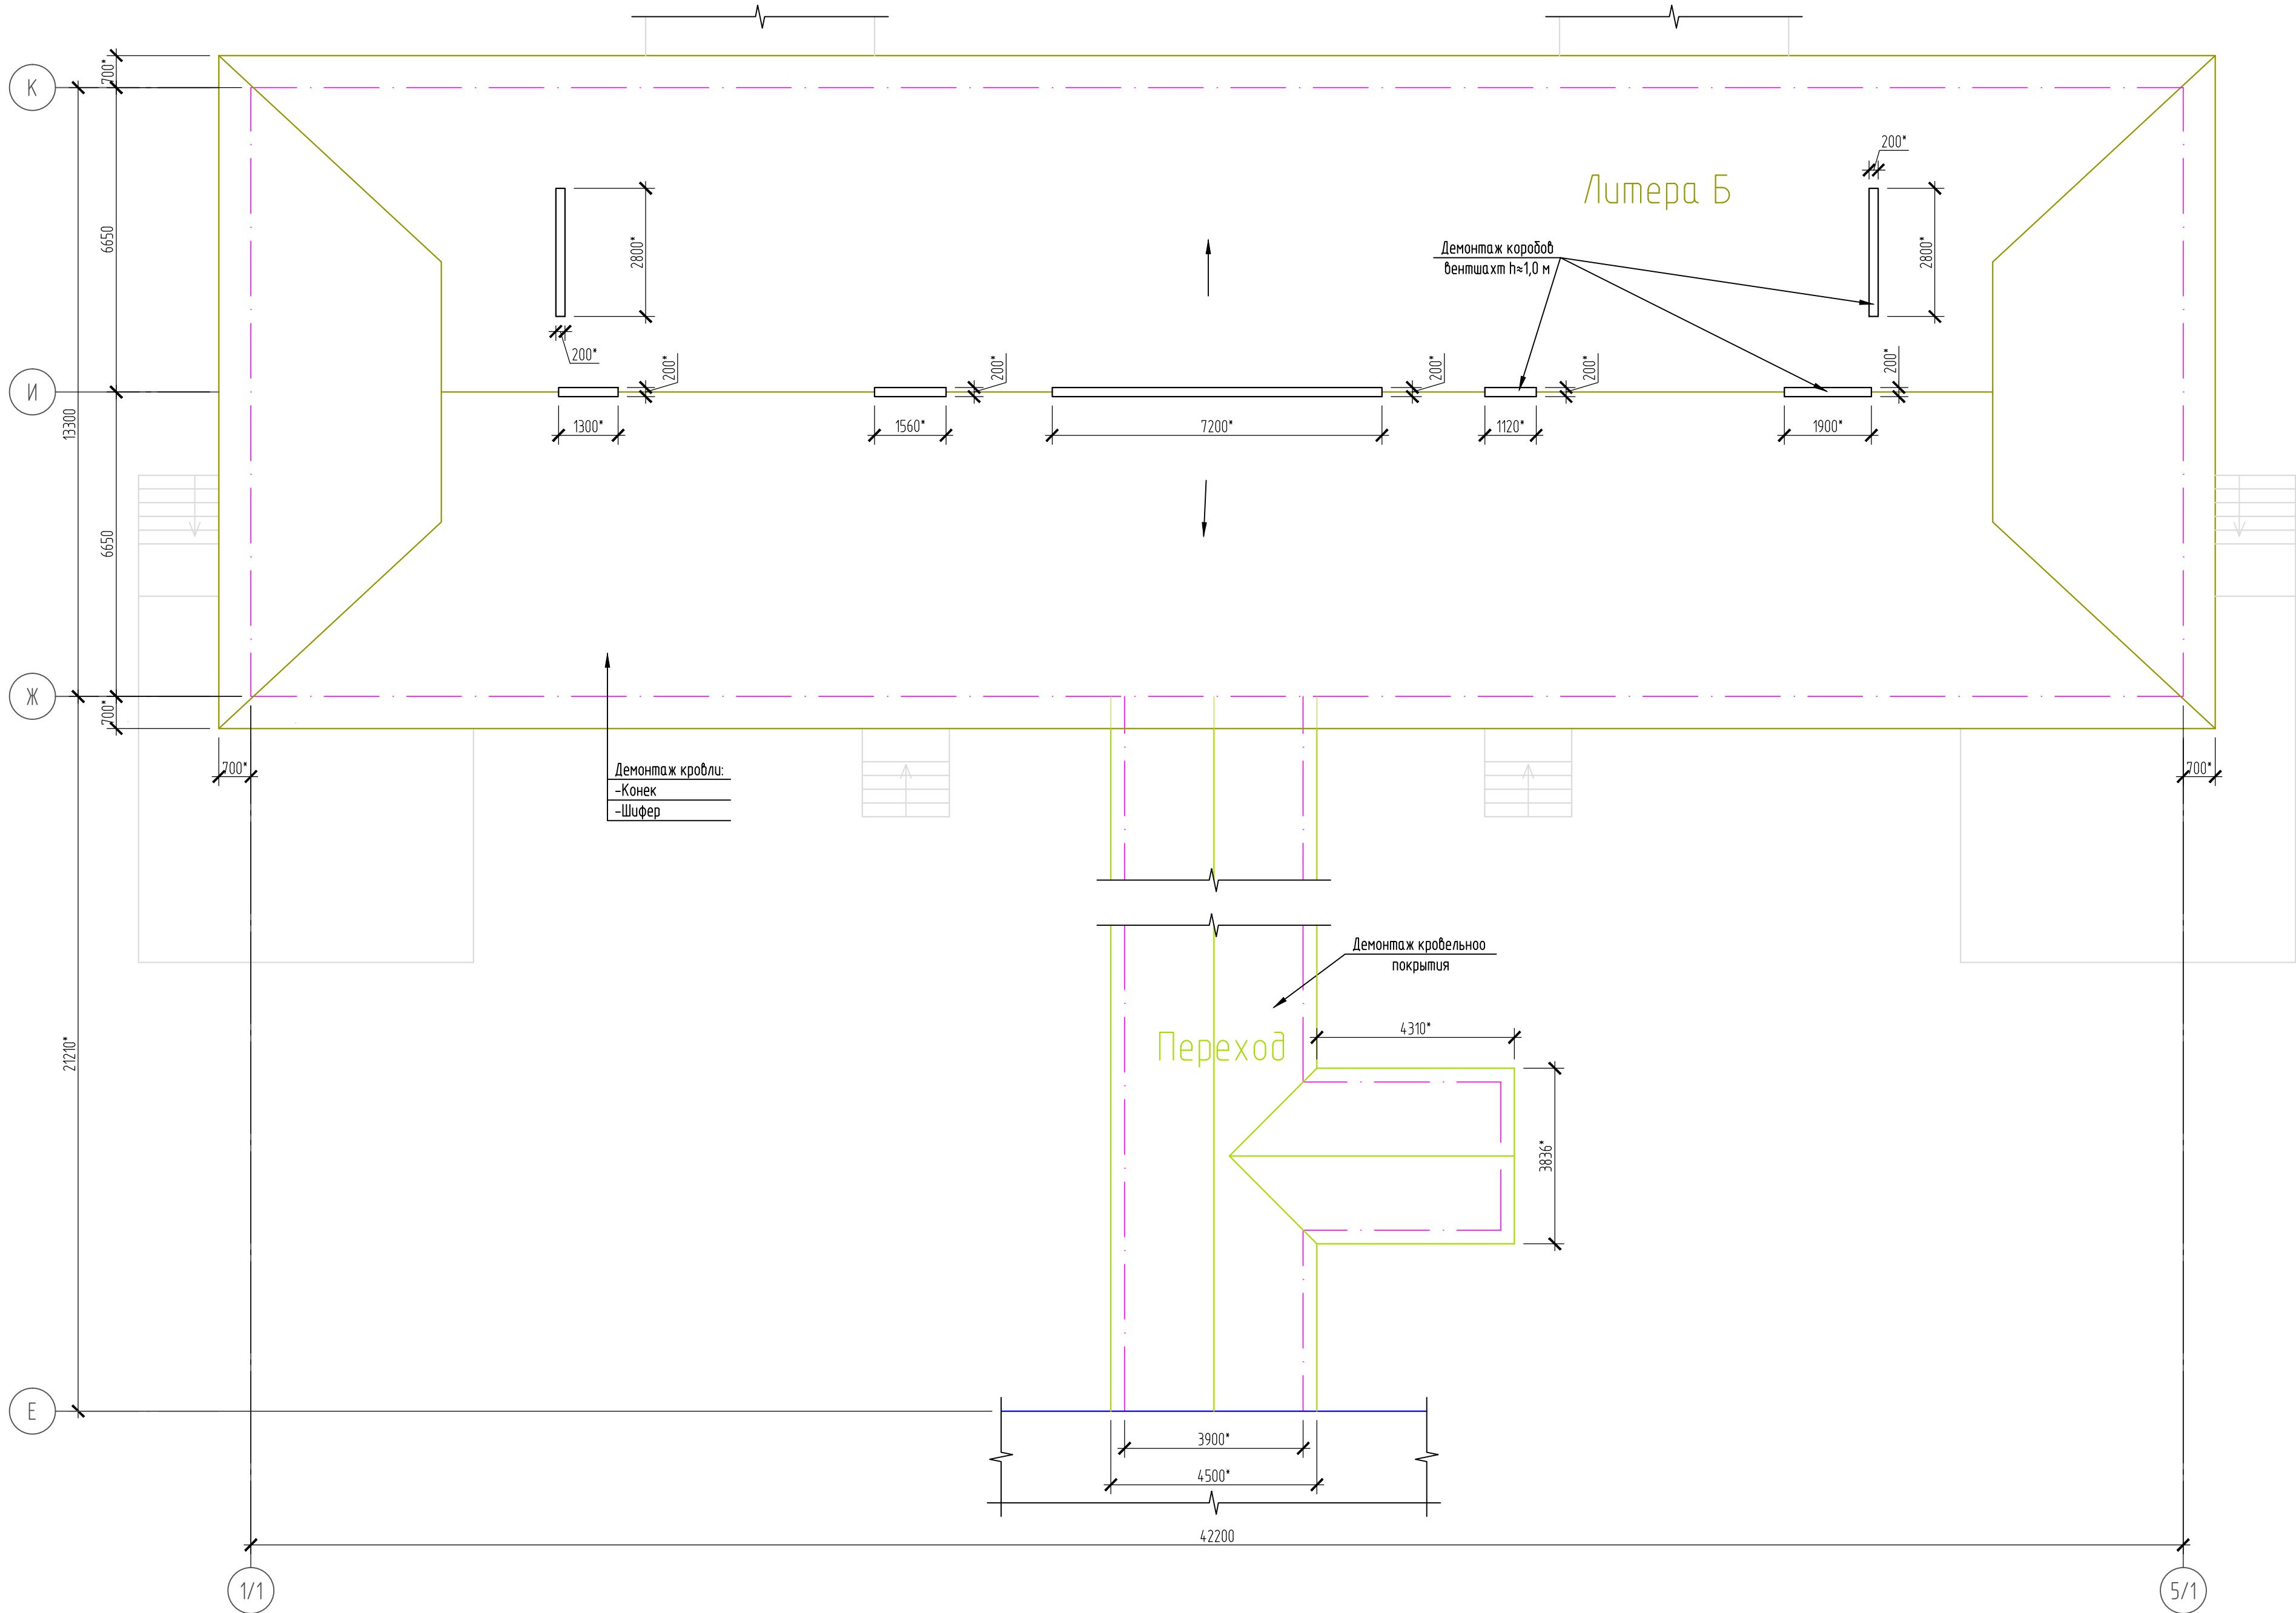 К
700*
200*
Литера Б
6650
2800*
2800*
Демонтаж коробов
вентшахт h≈1,0 м
200*
200*
200*
200*
200*
200*
И
13300
1300*
1560*
7200*
1120*
1900*
6650
Ж
700*
700*
700*
Демонтаж кровли:
-Конек
-Шифер
Демонтаж кровельноо
покрытия
21210*
4310*
Переход
3836*
Е
3900*
4500*
42200
1/1
5/1